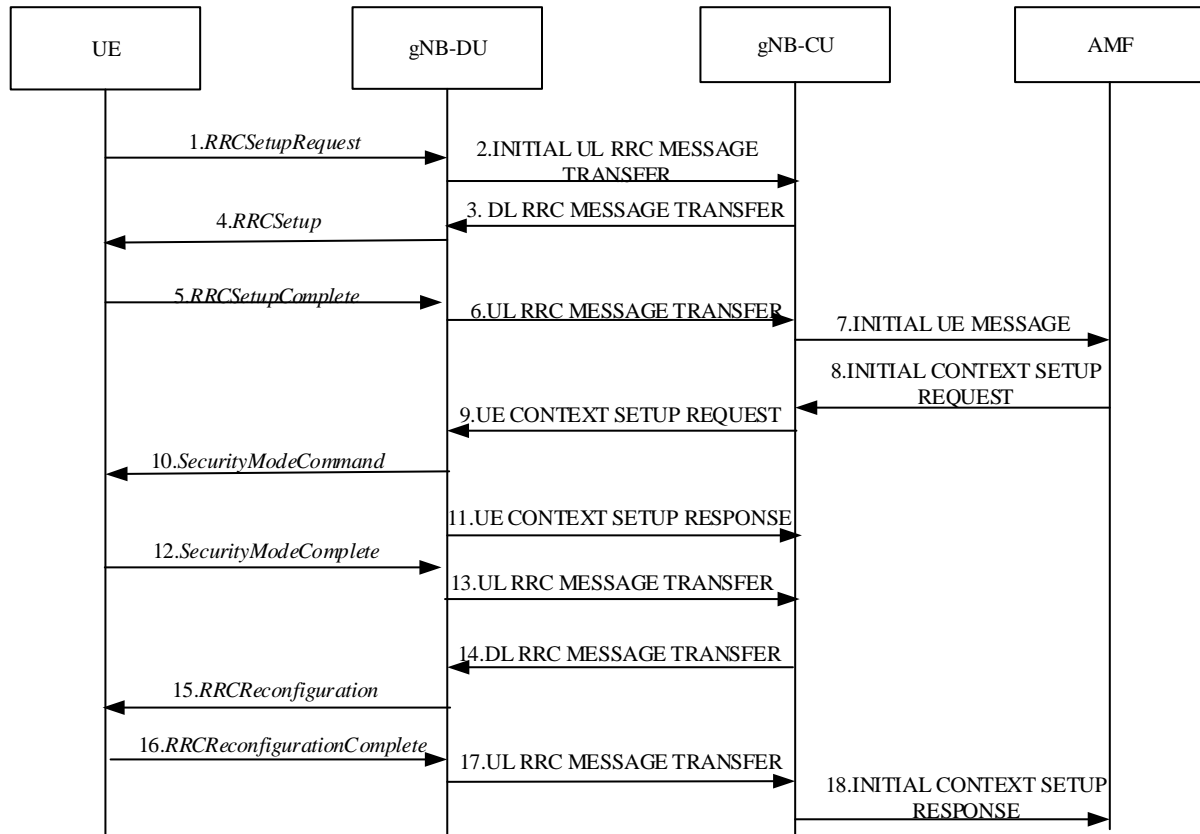 UE
gNB-DU
gNB-CU
AMF
1.RRCSetupRequest
2.INITIAL UL RRC MESSAGE
TRANSFER
3. DL RRC MESSAGE TRANSFER
4.RRCSetup
5.RRCSetupComplete
6.UL RRC MESSAGE TRANSFER
7.INITIAL UE MESSAGE
8.INITIAL CONTEXT SETUP
REQUEST
9.UE CONTEXT SETUP REQUEST
10.SecurityModeCommand
11.UE CONTEXT SETUP RESPONSE
12.SecurityModeComplete
13.UL RRC MESSAGE TRANSFER
14.DL RRC MESSAGE TRANSFER
15.RRCReconfiguration
16.RRCReconfigurationComplete
17.UL RRC MESSAGE TRANSFER
18.INITIAL CONTEXT SETUP
RESPONSE